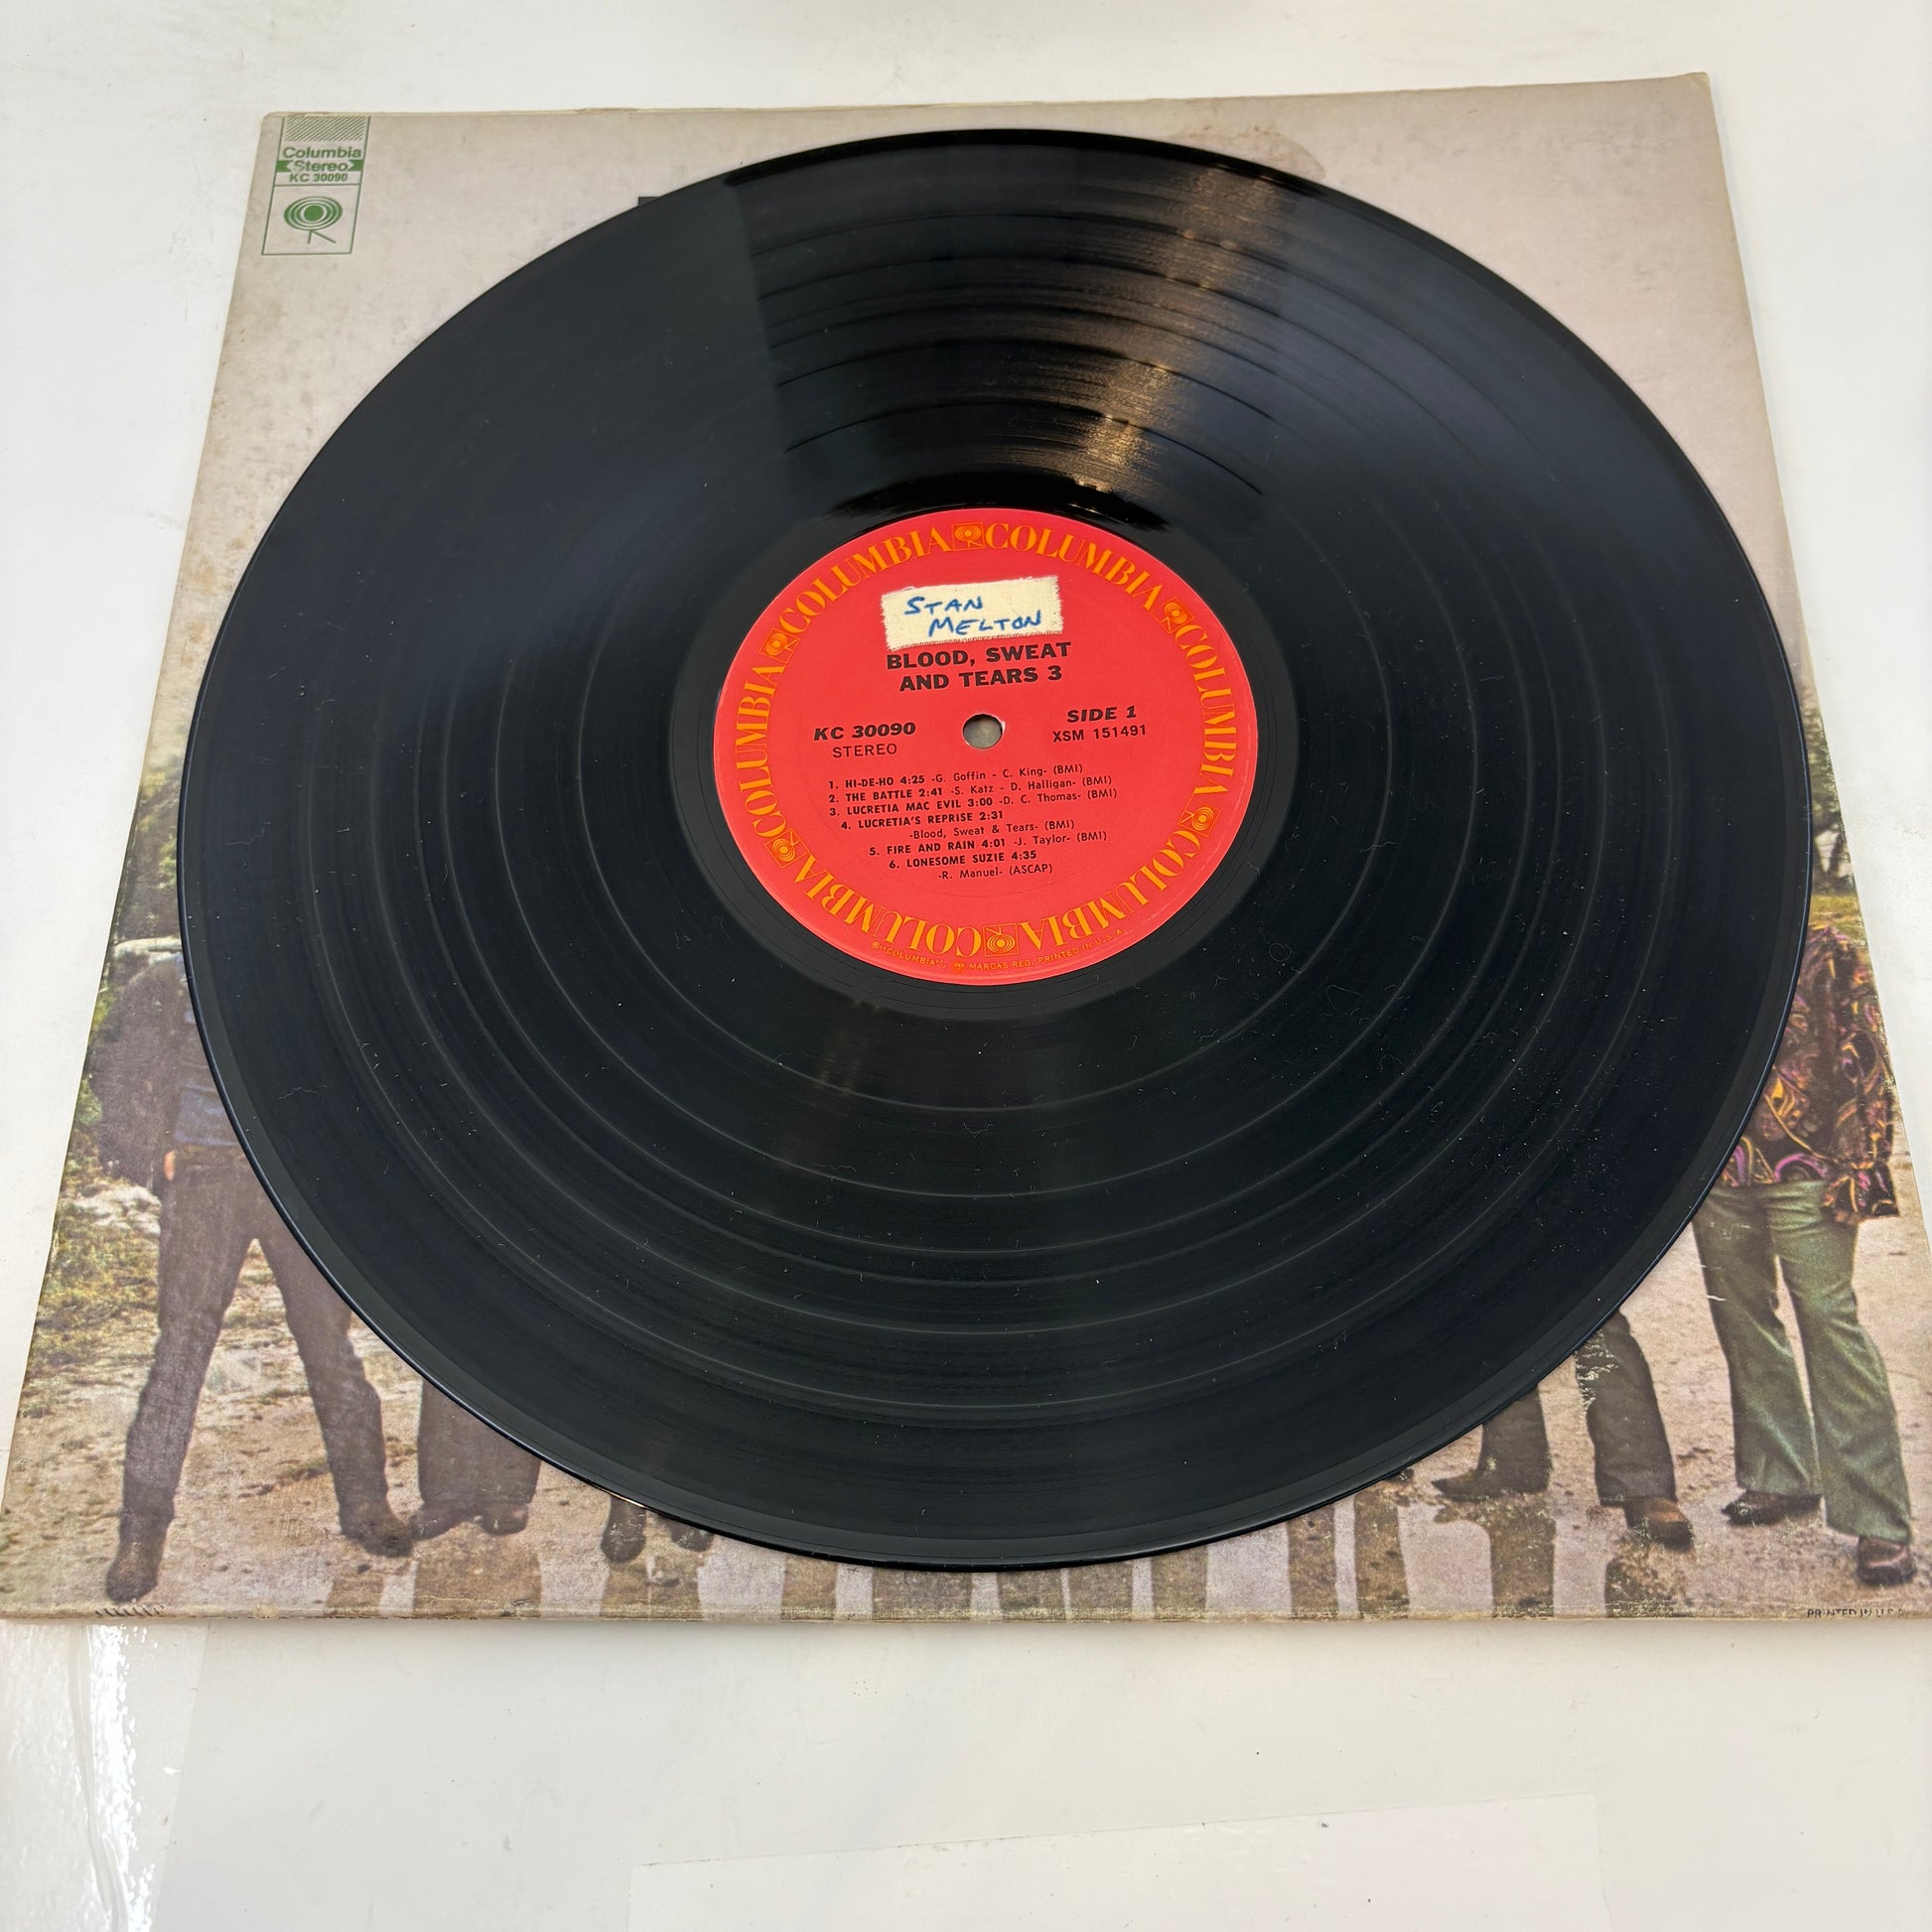 Columbia
Stereo
KC 30090
COLUMBIA COLUMBIA COLUMBIA COLUMBIA COLUMBIA COLUMBIA
STAN
MELTON
BLOOD, SWEAT
AND TEARS 3
KC 30090
STEREO
SIDE 1
XSM 151491
1. HI-DE-HO 4:25 -G. Goffin - C. King- (BMI)
2. THE BATTLE 2:41 -S. Katz - D. Halligan- (BMI)
3. LUCRETIA MAC EVIL 3:00 -D. C. Thomas- (BMI)
4. LUCRETIA'S REPRISE 2:31
-Blood, Sweat & Tears- (BMI)
5. FIRE AND RAIN 4:01 -J. Taylor- (BMI)
6. LONESOME SUZIE 4:35
-R. Manuel- (ASCAP)
® "COLUMBIA", MARCAS REG. PRINTED IN U.S.A.
PRINTED IN U.S.A.